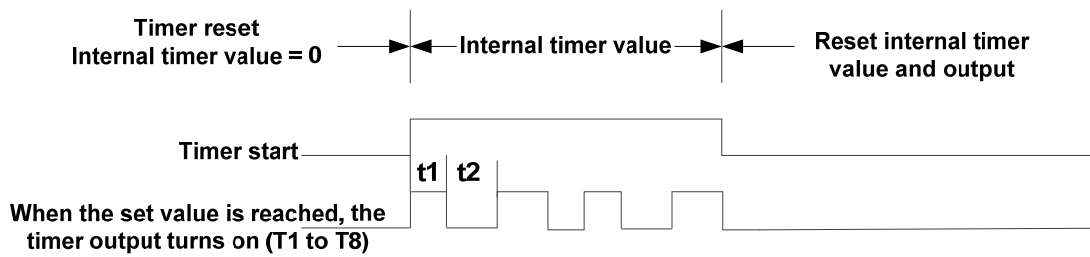 Timer reset
Internal timer value = 0
Internal timer value
Reset internal timer
value and output
Timer start
t1 t2
When the set value is reached, the
timer output turns on (T1 to T8)